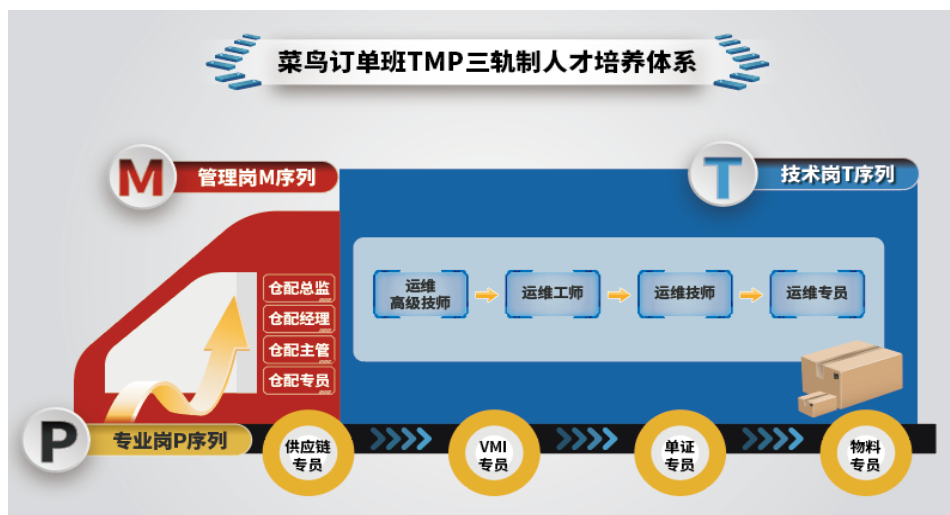 菜鸟订单班TMP三轨制人才培养体系
M
管理岗M序列
T
技术岗T序列
仓配总监
仓配经理
仓配主管
仓配专员
运维
高级技师
运维工师
运维技师
运维专员
P
专业岗P序列
供应链
专员
VMI
专员
单证
专员
物料
专员